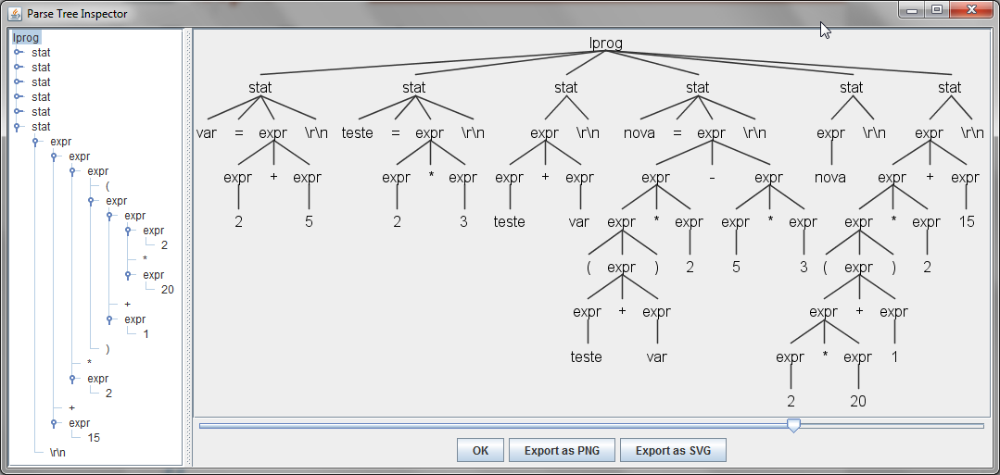 Parse Tree Inspector
lprog
stat
stat
stat
stat
stat
stat
expr
expr
expr
(
expr
expr
expr
2
*
expr
20
+
expr
1
)
*
expr
2
+
expr
15
\r\n
lprog
stat stat stat stat stat stat
var = expr \r\n teste = expr \r\n expr \r\n nova = expr \r\n expr \r\n expr \r\n
expr + expr expr * expr expr + expr expr - expr nova expr + expr
2 5 2 3 teste var expr * expr expr * expr expr * expr 15
( expr ) 2 5 3 ( expr ) 2
expr + expr expr + expr
teste var expr * expr 1
2 20
OK Export as PNG Export as SVG